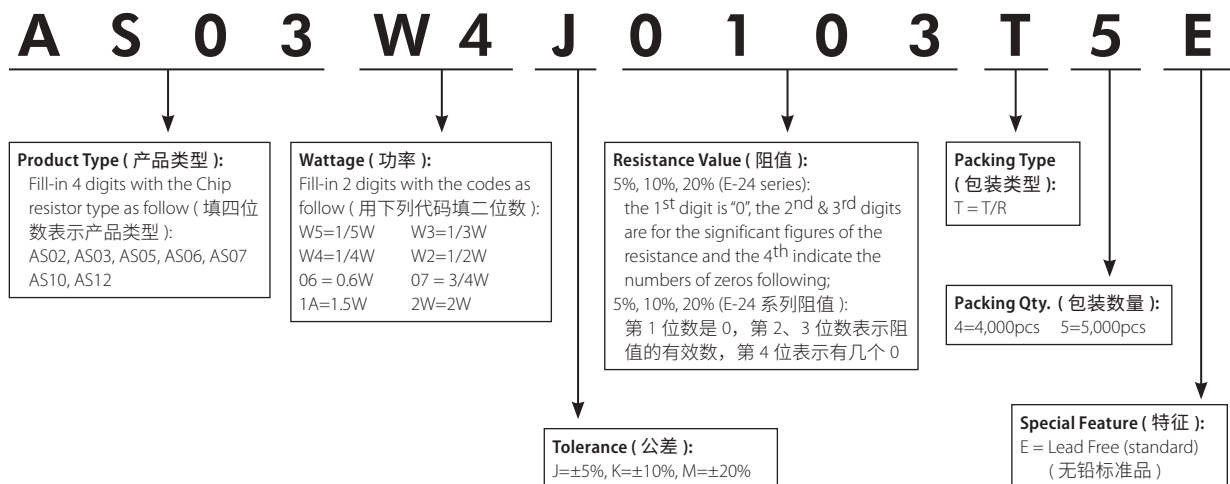 A S 0 3 W 4 J 0 1 0 3 T 5 E
Product Type ( 产品类型 ):
Fill-in 4 digits with the Chip
resistor type as follow ( 填四位
数表示产品类型 ):
AS02, AS03, AS05, AS06, AS07
AS10, AS12
Wattage ( 功率 ):
Fill-in 2 digits with the codes as
follow ( 用下列代码填二位数 ):
W5=1/5W W3=1/3W
W4=1/4W W2=1/2W
06 = 0.6W 07 = 3/4W
1A=1.5W 2W=2W
Resistance Value ( 阻值 ):
5%, 10%, 20% (E-24 series):
the 1st digit is "0", the 2nd & 3rd digits
are for the significant figures of the
resistance and the 4th indicate the
numbers of zeros following;
5%, 10%, 20% (E-24 系列阻值 ):
第 1 位数是 0，第 2、3 位数表示阻
值的有效数，第 4 位表示有几个 0
Packing Type
( 包装类型 ):
T = T/R
Packing Qty. ( 包装数量 ):
4=4,000pcs 5=5,000pcs
Tolerance ( 公差 ):
J=±5%, K=±10%, M=±20%
Special Feature ( 特征 ):
E = Lead Free (standard)
( 无铅标准品 )